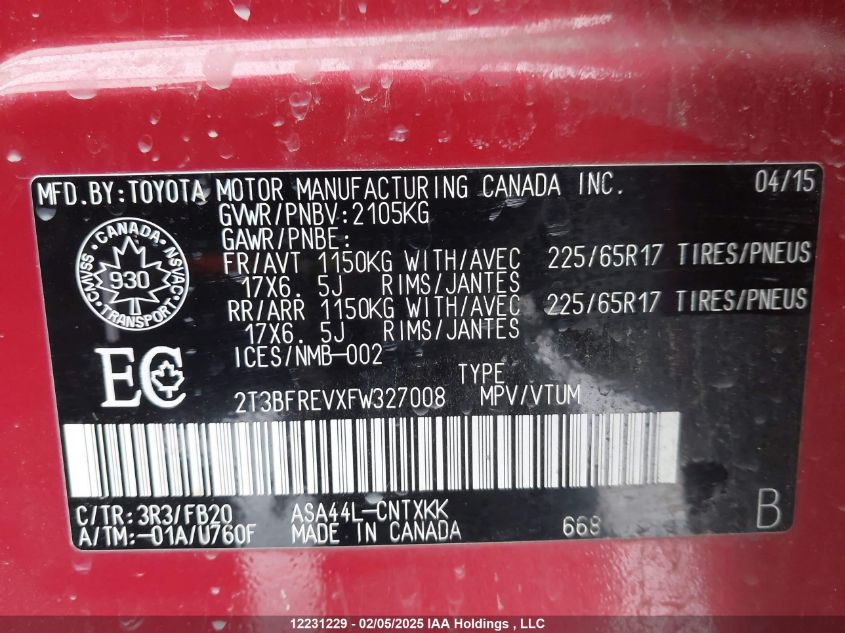 MFD.BY:TOYOTA MOTOR MANUFACTURING CANADA INC. 04/15
GVWR/PNBV:2105KG
GAWR/PNBE:
FR/AVT 1150KG WITH/AVEC 225/65R17 TIRES/PNEUS
17X6. 5J RIMS/JANTES
RR/ARR 1150KG WITH/AVEC 225/65R17 TIRES/PNEUS
17X6. 5J RIMS/JANTES
ICES/NMB-002
CANADA
CMVSS 930 NSVAC
TRANSPORT
EC
TYPE
2T3BFREVXFW327008 MPV/VTUM
C/TR:3R3/FB20 ASA44L-CNTXKK
A/TM:-01A/U760F MADE IN CANADA 668 B
12231229 - 02/05/2025 IAA Holdings , LLC